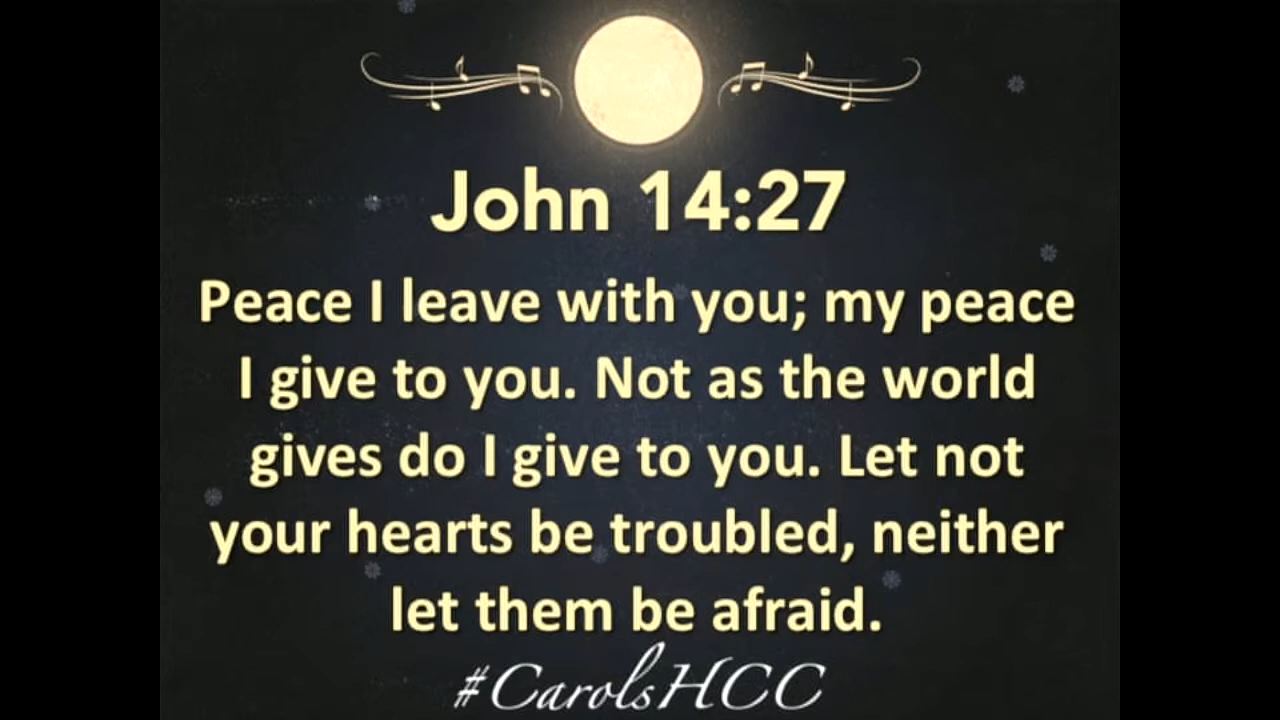 John 14:27
Peace I leave with you; my peace
I give to you. Not as the world
gives do I give to you. Let not
your hearts be troubled, neither
let them be afraid.
#CarolsHCC